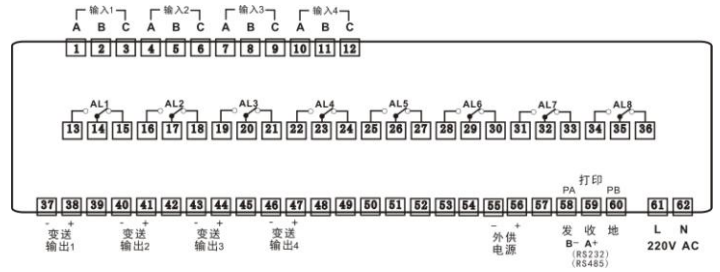 输入1 输入2 输入3 输入4
A B C A B C A B C A B C
1 2 3 4 5 6 7 8 9 10 11 12
AL1 AL2 AL3 AL4 AL5 AL6 AL7 AL8
13 14 15 16 17 18 19 20 21 22 23 24 25 26 27 28 29 30 31 32 33 34 35 36
打印
PA PB
37 38 39 40 41 42 43 44 45 46 47 48 49 50 51 52 53 54 55 56 57 58 59 60 61 62
- + - + - + - + - +
变送 变送 变送 变送 外供 发 收 地 L N
输出1 输出2 输出3 输出4 电源 B- A+ 220V AC
(RS232)
(RS485)